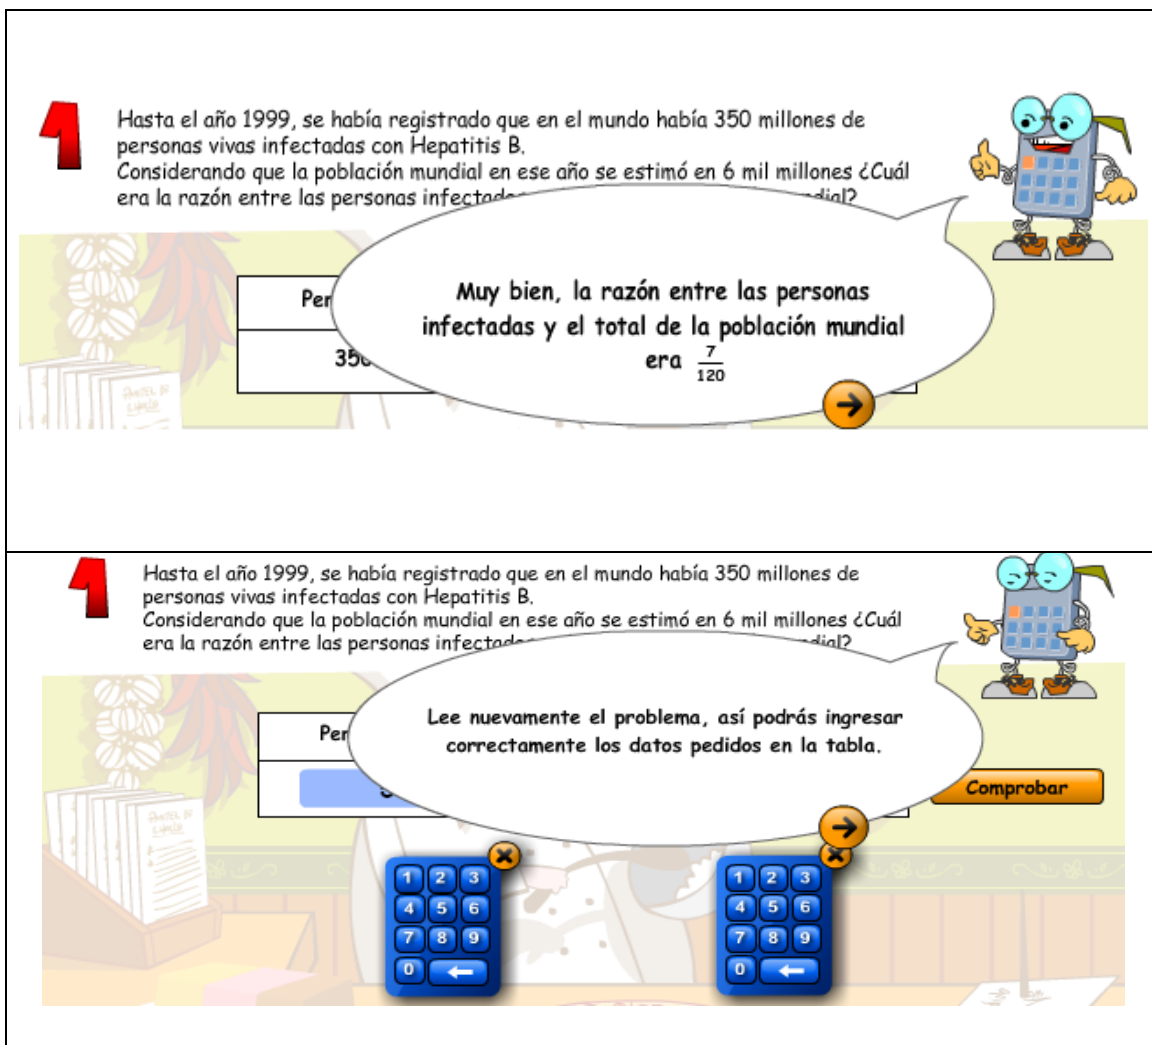 1
Hasta el año 1999, se había registrado que en el mundo había 350 millones de
personas vivas infectadas con Hepatitis B.
Considerando que la población mundial en ese año se estimó en 6 mil millones ¿Cuál
era la razón entre las personas
Muy bien, la razón entre las personas
infectadas y el total de la población mundial
era 7/120
Per
350
1
Hasta el año 1999, se había registrado que en el mundo había 350 millones de
personas vivas infectadas con Hepatitis B.
Considerando que la población mundial en ese año se estimó en 6 mil millones ¿Cuál
era la razón entre las personas
Lee nuevamente el problema, así podrás ingresar
correctamente los datos pedidos en la tabla.
Per
Comprobar
1 2 3
4 5 6
7 8 9
0
1 2 3
4 5 6
7 8 9
0